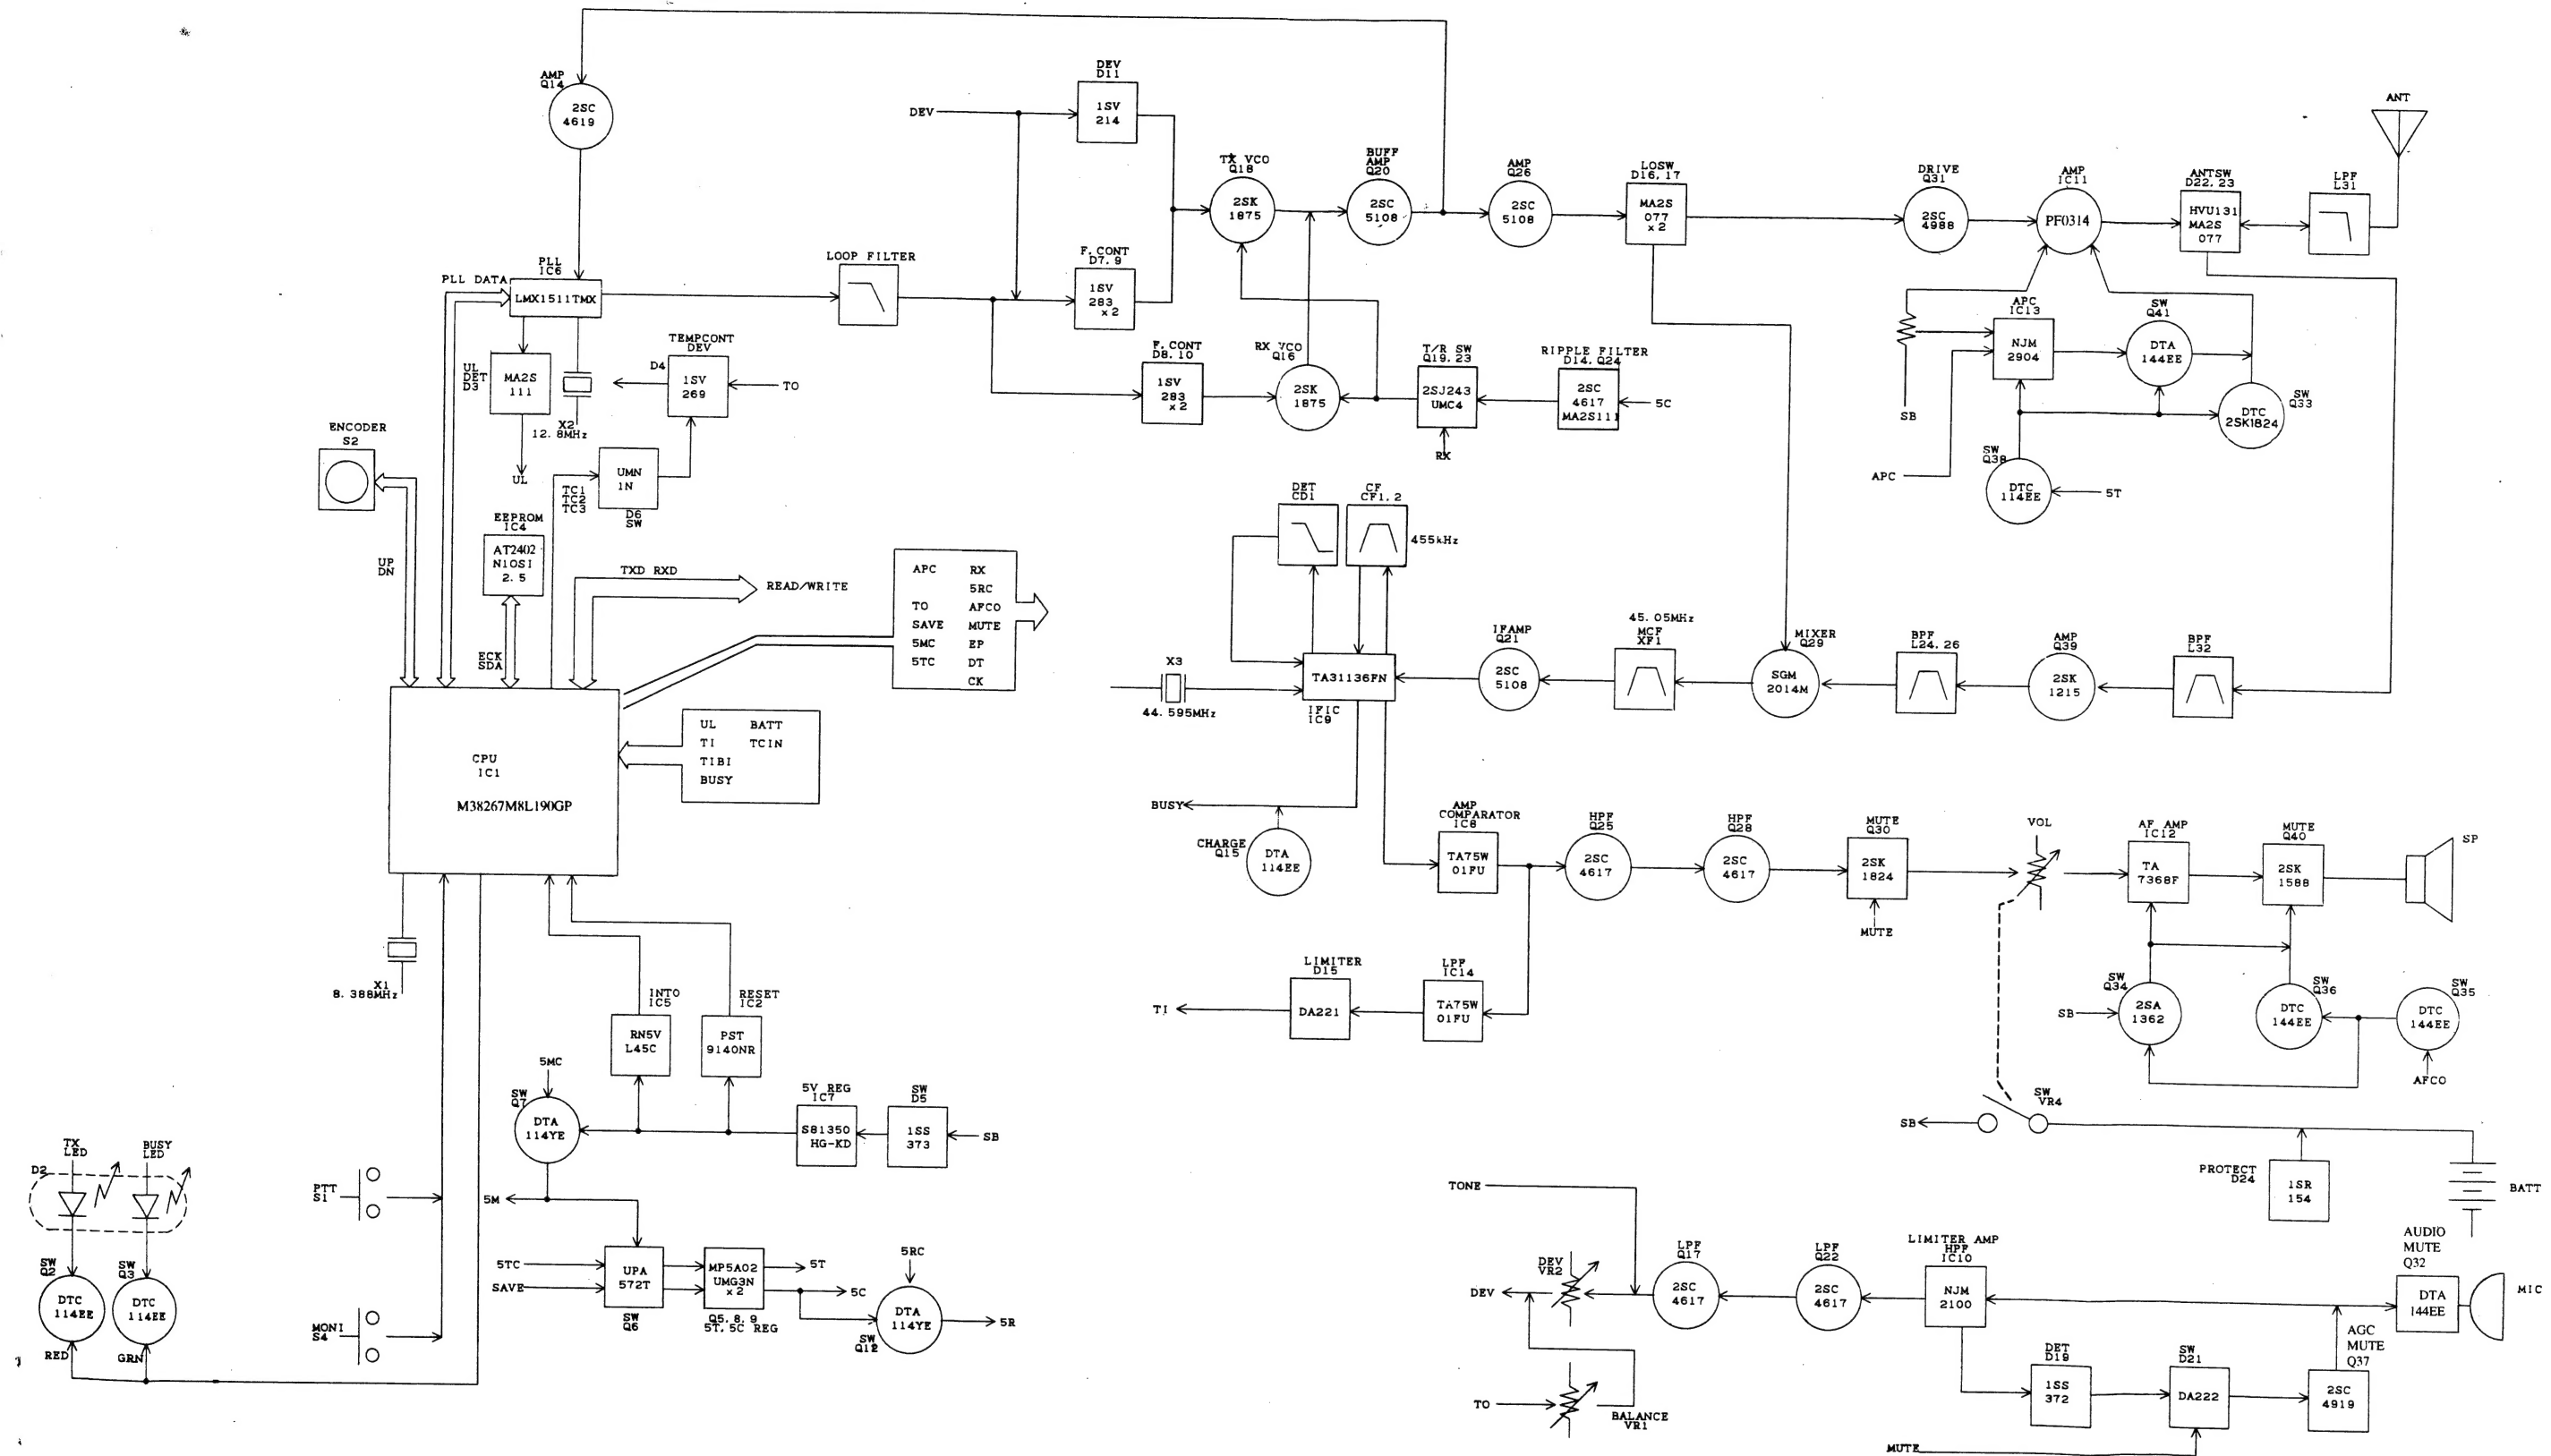 AMP
Q14
2SC
4619
DEV
DEV
D11
1SV
214
TX VCO
Q18
2SK
1875
BUFF
AMP
Q20
2SC
5108
AMP
Q26
2SC
5108
LOSW
D16.17
MA2S
077
x2
DRIVE
Q31
2SC
4988
AMP
IC11
PF0314
ANTSW
D22.23
HVU131
MA2S
077
LPF
L31
ANT
PLL DATA
PLL
IC6
LMX1511TMX
LOOP FILTER
F.CONT
D7.9
1SV
283
x2
F.CONT
D8.10
1SV
283
x2
RX VCO
Q16
2SK
1875
T/R SW
Q19.23
2SJ243
UMC4
RX
RIPPLE FILTER
D14.Q24
2SC
4617
MA2S111
5C
SB
APC
IC13
NJM
2904
SW
Q41
DTA
144EE
SW
Q33
DTC
2SK1824
APC
SW
Q38
DTC
114EE
5T
UL
DET
D3
MA2S
111
UL
X2
12.8MHz
TEMPCONT
DEV
D4
1SV
269
TO
UMN
1N
D6
SW
TC1
TC2
TC3
ENCODER
S2
UP
DN
EEPROM
IC4
AT2402
N10SI
2.5
ECK
SDA
TXD RXD
READ/WRITE
APC RX
5RC
TO AFCO
SAVE MUTE
5MC EP
5TC DT
CK
UL BATT
TI TCIN
TIBI
BUSY
CPU
IC1
M38267M8L190GP
X1
8.388MHz
DET
CD1
CF
CF1.2
455kHz
X3
44.595MHz
TA31136FN
IFIC
IC9
IFAMP
Q21
2SC
5108
45.05MHz
MCF
XF1
MIXER
Q29
SGM
2014M
BPF
L24.26
AMP
Q39
2SK
1215
BPF
L32
BUSY
CHARGE
Q15
DTA
114EE
AMP
COMPARATOR
IC8
TA75W
01FU
HPF
Q25
2SC
4617
HPF
Q28
2SC
4617
MUTE
Q30
2SK
1824
MUTE
VOL
AF AMP
IC12
TA
7368F
MUTE
Q40
2SK
1588
SP
TI
LIMITER
D15
DA221
LPF
IC14
TA75W
01FU
SB
SW
Q34
2SA
1362
SW
Q36
DTC
144EE
SW
Q35
DTC
144EE
AFCO
INTO
IC5
RN5V
L45C
RESET
IC2
PST
9140NR
5MC
SW
Q7
DTA
114YE
5V REG
IC7
S81350
HG-KD
SW
D5
1SS
373
SB
5M
5TC
SAVE
UPA
572T
SW
Q6
MP5A02
UMG3N
x2
Q5.8.9
5T.5C REG
5T
5C
5RC
DTA
114YE
SW
Q12
5R
TX
LED
BUSY
LED
D2
SW
Q2
DTC
114EE
SW
Q3
DTC
114EE
RED
GRN
PTT
S1
MONI
S4
SB
SW
VR4
PROTECT
D24
1SR
154
BATT
TONE
DEV
DEV
VR2
LPF
Q17
2SC
4617
LPF
Q22
2SC
4617
LIMITER AMP
HPF
IC10
NJM
2100
AUDIO
MUTE
Q32
DTA
144EE
MIC
AGC
MUTE
Q37
2SC
4919
DET
D19
1SS
372
SW
D21
DA222
MUTE
TO
BALANCE
VR1